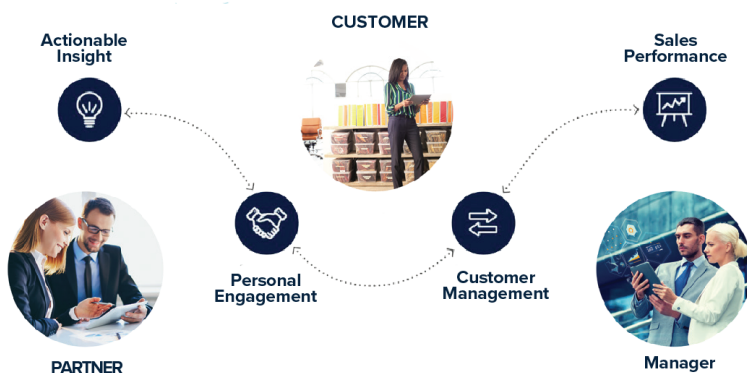 CUSTOMER
Actionable
Insight
Sales
Performance
Personal
Engagement
Customer
Management
PARTNER
Manager